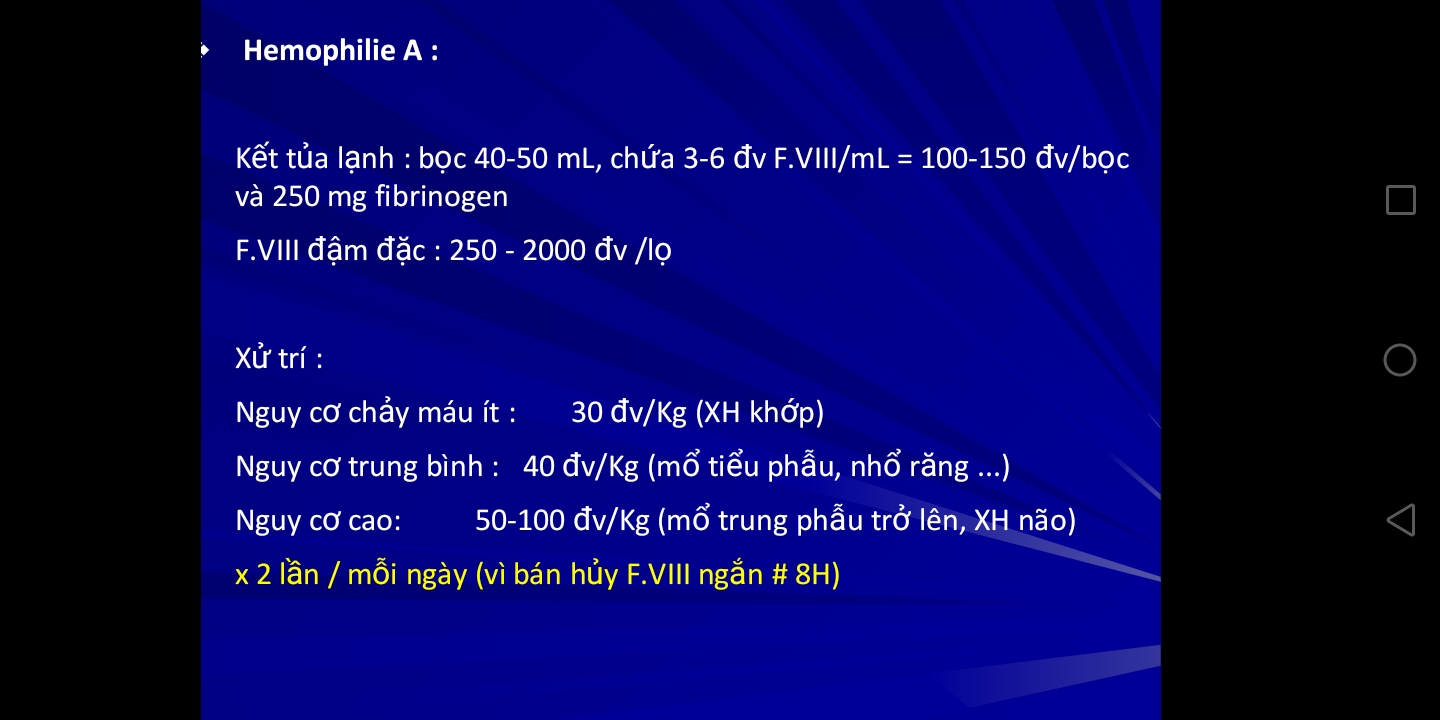 Hemophilie A :
Kết tủa lạnh : bọc 40-50 mL, chứa 3-6 đv F.VIII/mL = 100-150 đv/bọc
và 250 mg fibrinogen
F.VIII đậm đặc : 250 - 2000 đv /lọ
Xử trí :
Nguy cơ chảy máu ít : 30 đv/Kg (XH khớp)
Nguy cơ trung bình : 40 đv/Kg (mổ tiểu phẫu, nhổ răng ...)
Nguy cơ cao: 50-100 đv/Kg (mổ trung phẫu trở lên, XH não)
x 2 lần / mỗi ngày (vì bán hủy F.VIII ngắn # 8H)